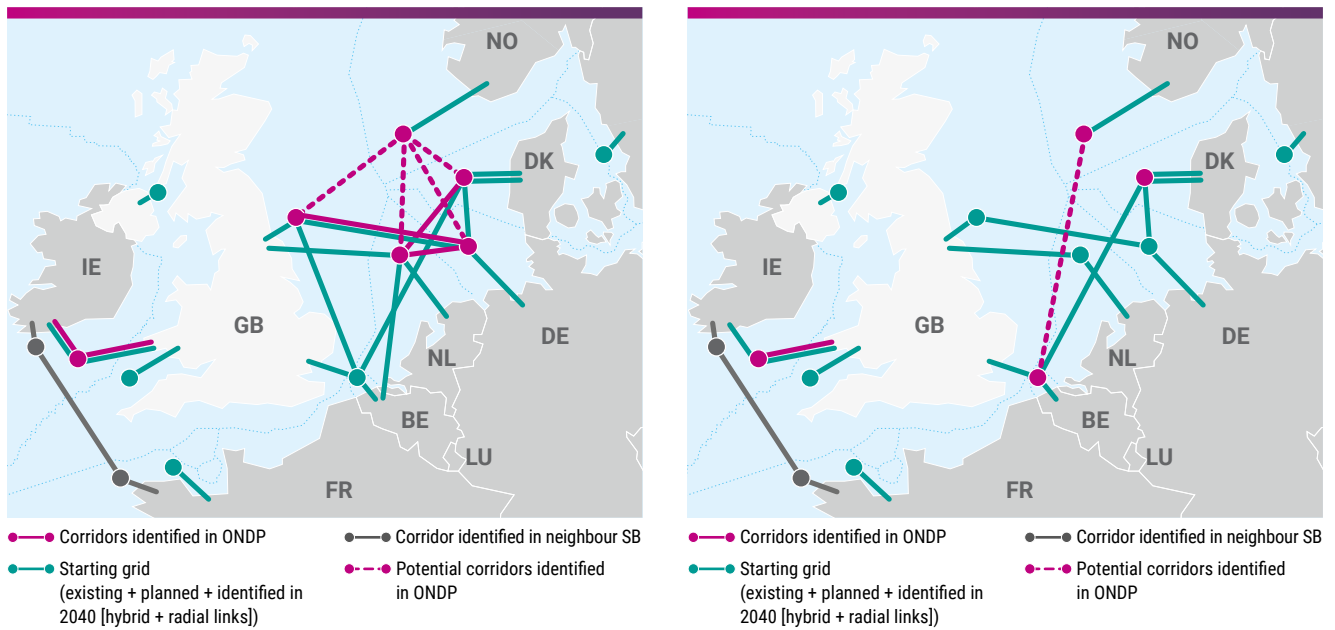 NO
DK
IE
GB
DE
NL
BE
LU
FR
Corridors identified in ONDP
Corridor identified in neighbour SB
Starting grid
(existing + planned + identified in
2040 [hybrid + radial links])
Potential corridors identified
in ONDP
NO
DK
IE
GB
DE
NL
BE
LU
FR
Corridors identified in ONDP
Corridor identified in neighbour SB
Starting grid
(existing + planned + identified in
2040 [hybrid + radial links])
Potential corridors identified
in ONDP